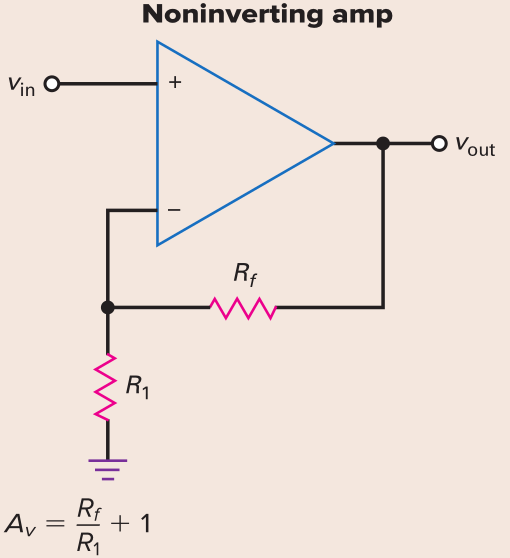 Noninverting amp
v_in
+
v_out
−
R_f
R_1
A_v = R_f/R_1 + 1